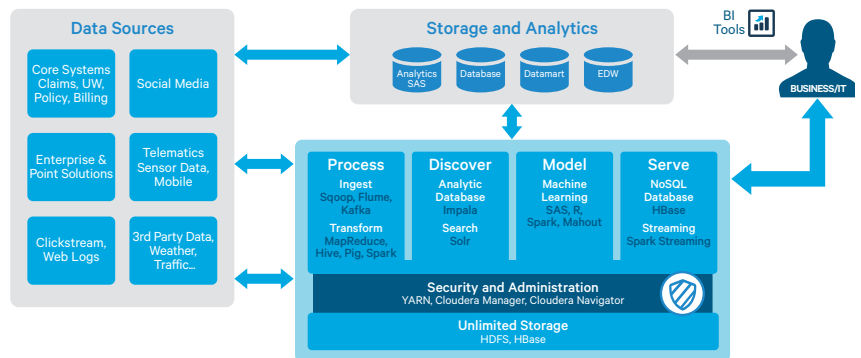 Data Sources
Core Systems
Claims, UW,
Policy, Billing
Social Media
Enterprise &
Point Solutions
Telematics
Sensor Data,
Mobile
Clickstream,
Web Logs
3rd Party Data,
Weather,
Traffic...
Storage and Analytics
Analytics
SAS
Database
Datamart
EDW
BI
Tools
BUSINESS/IT
Process
Ingest
Sqoop, Flume,
Kafka
Transform
MapReduce,
Hive, Pig, Spark
Discover
Analytic
Database
Impala
Search
Solr
Model
Machine
Learning
SAS, R,
Spark, Mahout
Serve
NoSQL
Database
HBase
Streaming
Spark Streaming
Security and Administration
YARN, Cloudera Manager, Cloudera Navigator
Unlimited Storage
HDFS, HBase